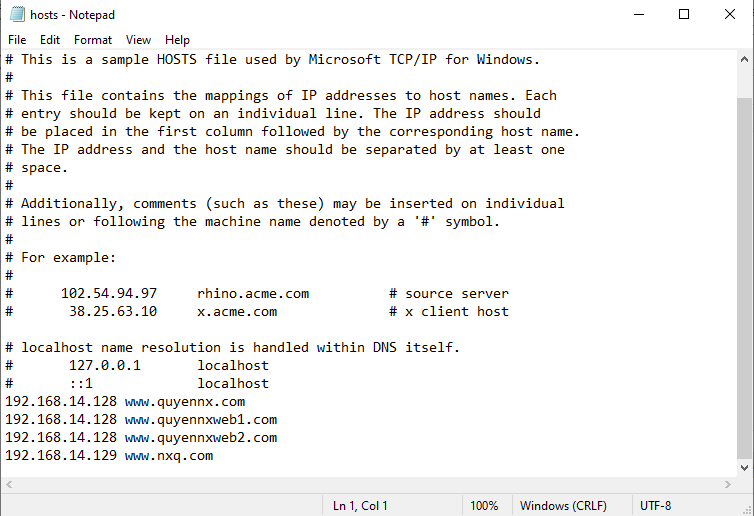 hosts - Notepad
File Edit Format View Help
# This is a sample HOSTS file used by Microsoft TCP/IP for Windows.
#
# This file contains the mappings of IP addresses to host names. Each
# entry should be kept on an individual line. The IP address should
# be placed in the first column followed by the corresponding host name.
# The IP address and the host name should be separated by at least one
# space.
#
# Additionally, comments (such as these) may be inserted on individual
# lines or following the machine name denoted by a '#' symbol.
#
# For example:
#
#      102.54.94.97     rhino.acme.com          # source server
#       38.25.63.10     x.acme.com              # x client host

# localhost name resolution is handled within DNS itself.
#       127.0.0.1       localhost
#       ::1             localhost
192.168.14.128 www.quyennx.com
192.168.14.128 www.quyennxweb1.com
192.168.14.128 www.quyennxweb2.com
192.168.14.129 www.nxq.com
Ln 1, Col 1 100% Windows (CRLF) UTF-8